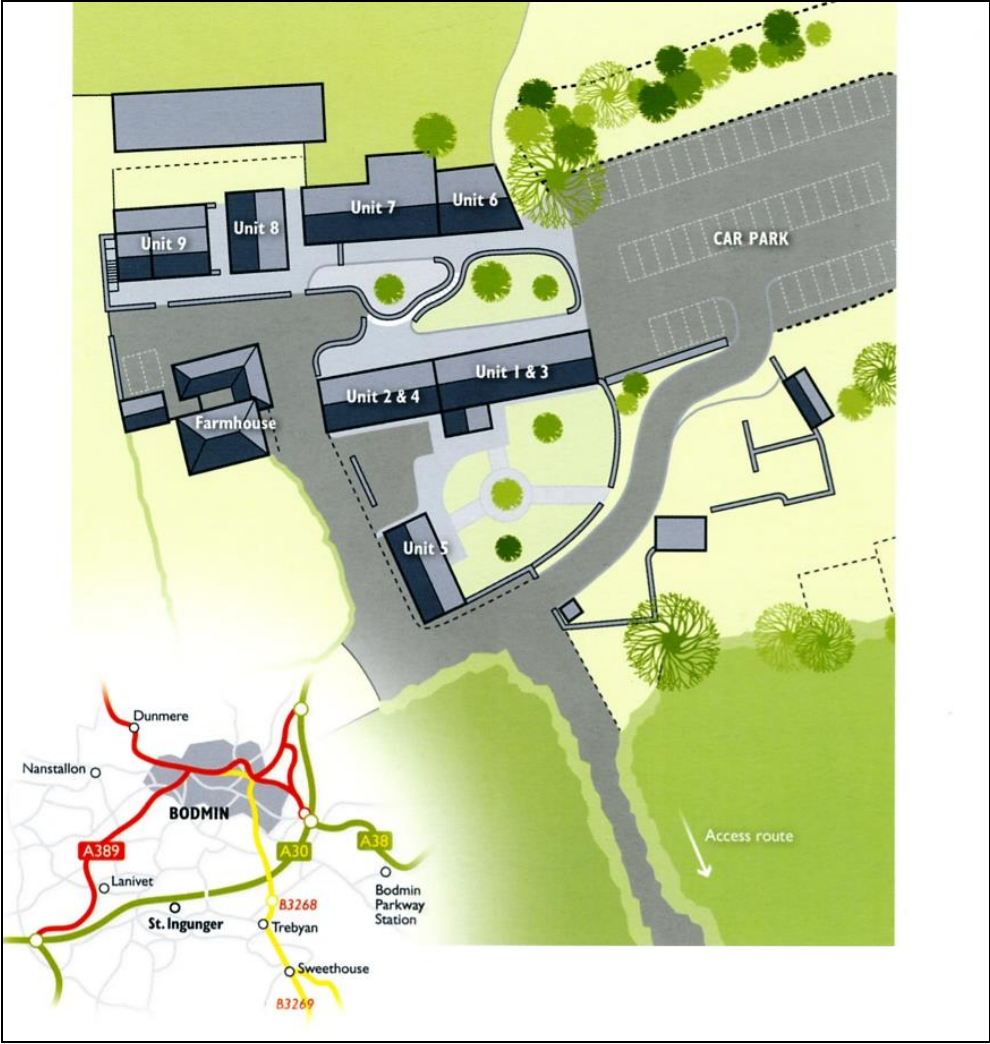 Unit 7
Unit 6
Unit 8
Unit 9
CAR PARK
Unit 1 & 3
Unit 2 & 4
Farmhouse
Unit 5
Dunmere
Nanstallon
BODMIN
A389
A30
A38
Access route
Lanivet
Bodmin
Parkway
Station
B3268
St. Ingunger
Trebyan
Sweethouse
B3269